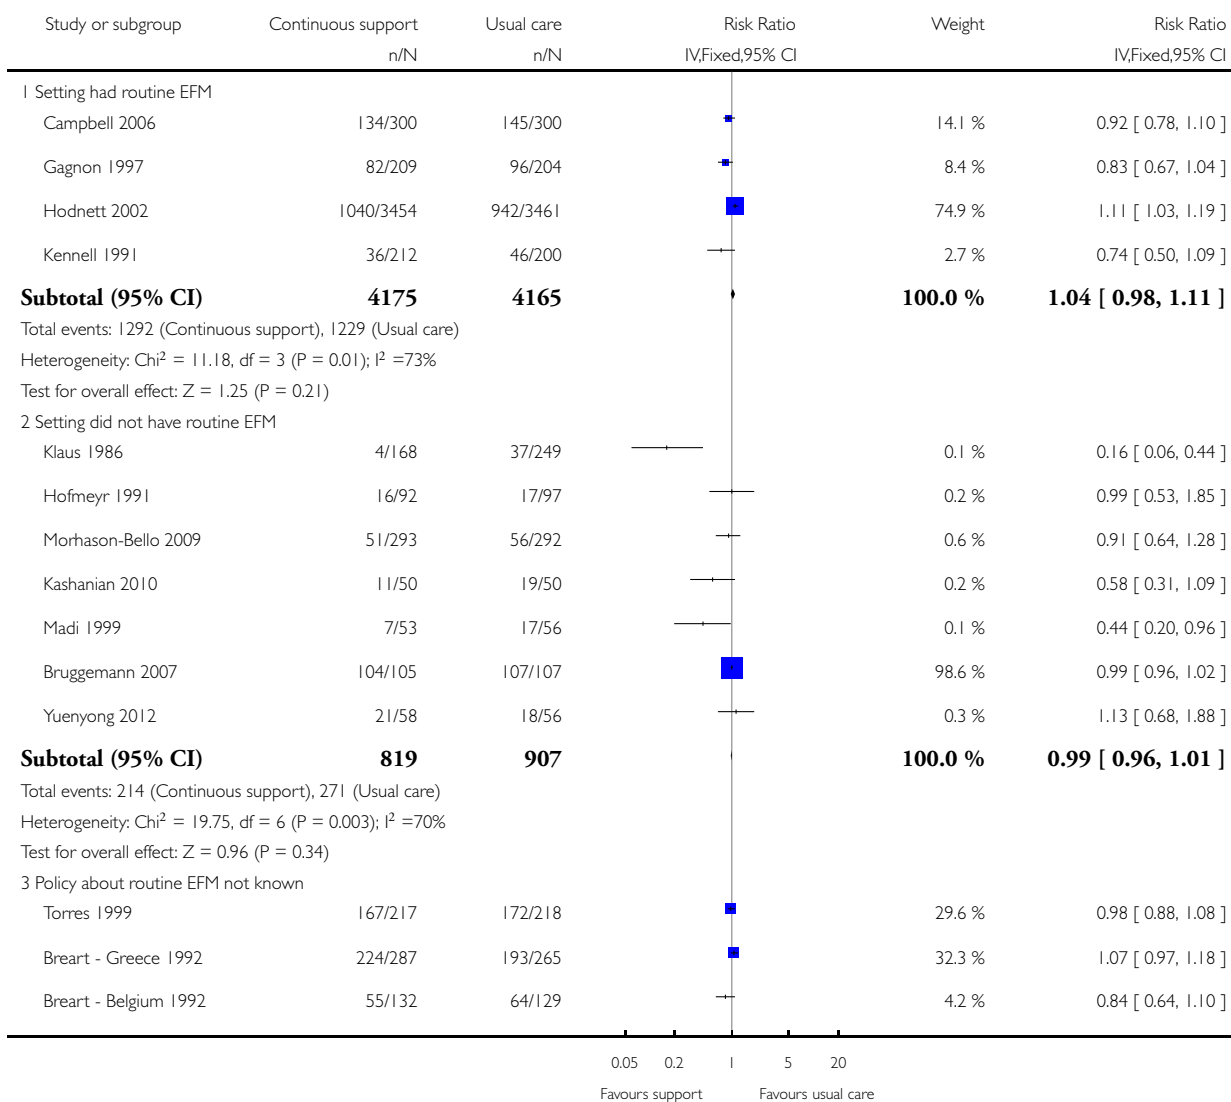 Study or subgroup Continuous support Usual care Risk Ratio Weight Risk Ratio
n/N n/N IV,Fixed,95% CI IV,Fixed,95% CI
1 Setting had routine EFM
Campbell 2006 134/300 145/300 14.1 % 0.92 [ 0.78, 1.10 ]
Gagnon 1997 82/209 96/204 8.4 % 0.83 [ 0.67, 1.04 ]
Hodnett 2002 1040/3454 942/3461 74.9 % 1.11 [ 1.03, 1.19 ]
Kennell 1991 36/212 46/200 2.7 % 0.74 [ 0.50, 1.09 ]
Subtotal (95% CI) 4175 4165 100.0 % 1.04 [ 0.98, 1.11 ]
Total events: 1292 (Continuous support), 1229 (Usual care)
Heterogeneity: Chi² = 11.18, df = 3 (P = 0.01); I² =73%
Test for overall effect: Z = 1.25 (P = 0.21)
2 Setting did not have routine EFM
Klaus 1986 4/168 37/249 0.1 % 0.16 [ 0.06, 0.44 ]
Hofmeyr 1991 16/92 17/97 0.2 % 0.99 [ 0.53, 1.85 ]
Morhason-Bello 2009 51/293 56/292 0.6 % 0.91 [ 0.64, 1.28 ]
Kashanian 2010 11/50 19/50 0.2 % 0.58 [ 0.31, 1.09 ]
Madi 1999 7/53 17/56 0.1 % 0.44 [ 0.20, 0.96 ]
Bruggemann 2007 104/105 107/107 98.6 % 0.99 [ 0.96, 1.02 ]
Yuenyong 2012 21/58 18/56 0.3 % 1.13 [ 0.68, 1.88 ]
Subtotal (95% CI) 819 907 100.0 % 0.99 [ 0.96, 1.01 ]
Total events: 214 (Continuous support), 271 (Usual care)
Heterogeneity: Chi² = 19.75, df = 6 (P = 0.003); I² =70%
Test for overall effect: Z = 0.96 (P = 0.34)
3 Policy about routine EFM not known
Torres 1999 167/217 172/218 29.6 % 0.98 [ 0.88, 1.08 ]
Breart - Greece 1992 224/287 193/265 32.3 % 1.07 [ 0.97, 1.18 ]
Breart - Belgium 1992 55/132 64/129 4.2 % 0.84 [ 0.64, 1.10 ]
0.05 0.2 1 5 20
Favours support Favours usual care